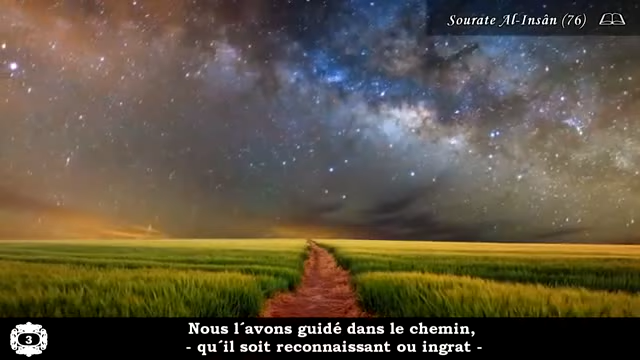 Sourate Al-Insân (76)
Nous l´avons guidé dans le chemin,
- qu´il soit reconnaissant ou ingrat -
3